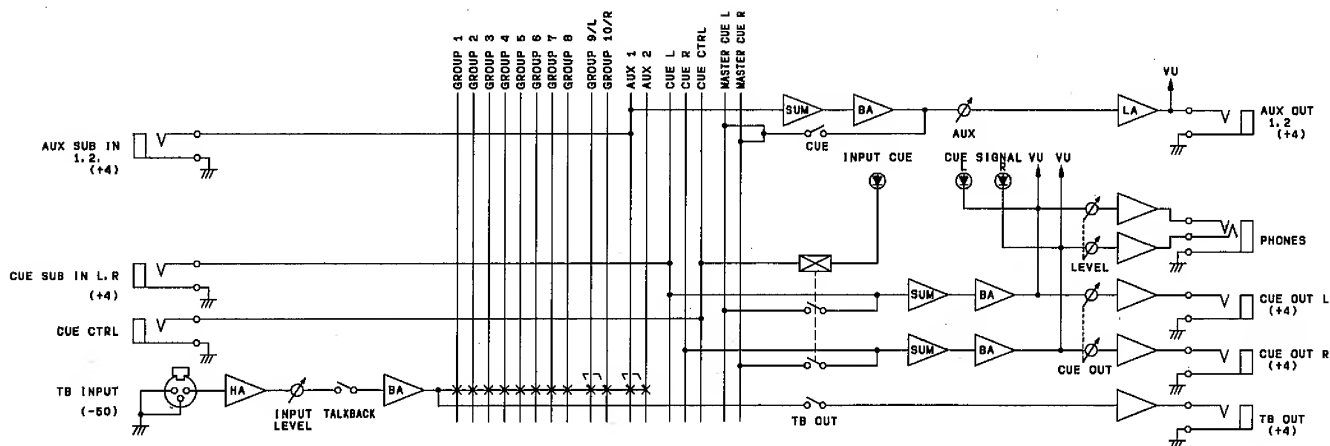 GROUP 1
GROUP 2
GROUP 3
GROUP 4
GROUP 5
GROUP 6
GROUP 7
GROUP 8
GROUP 9/L
GROUP 10/R
AUX 1
AUX 2
CUE L
CUE R
CUE CTRL
MASTER CUE L
MASTER CUE R
AUX SUB IN
1. 2.
(+4)
SUM
BA
CUE
AUX
LA
VU
AUX OUT
1.2
(+4)
INPUT CUE
CUE SIGNAL
L
R
VU
VU
LEVEL
PHONES
CUE SUB IN L.R
(+4)
SUM
BA
CUE OUT L
(+4)
CUE CTRL
SUM
BA
CUE OUT
CUE OUT R
(+4)
TB INPUT
(-50)
HA
INPUT
LEVEL
TALKBACK
BA
TB OUT
TB OUT
(+4)